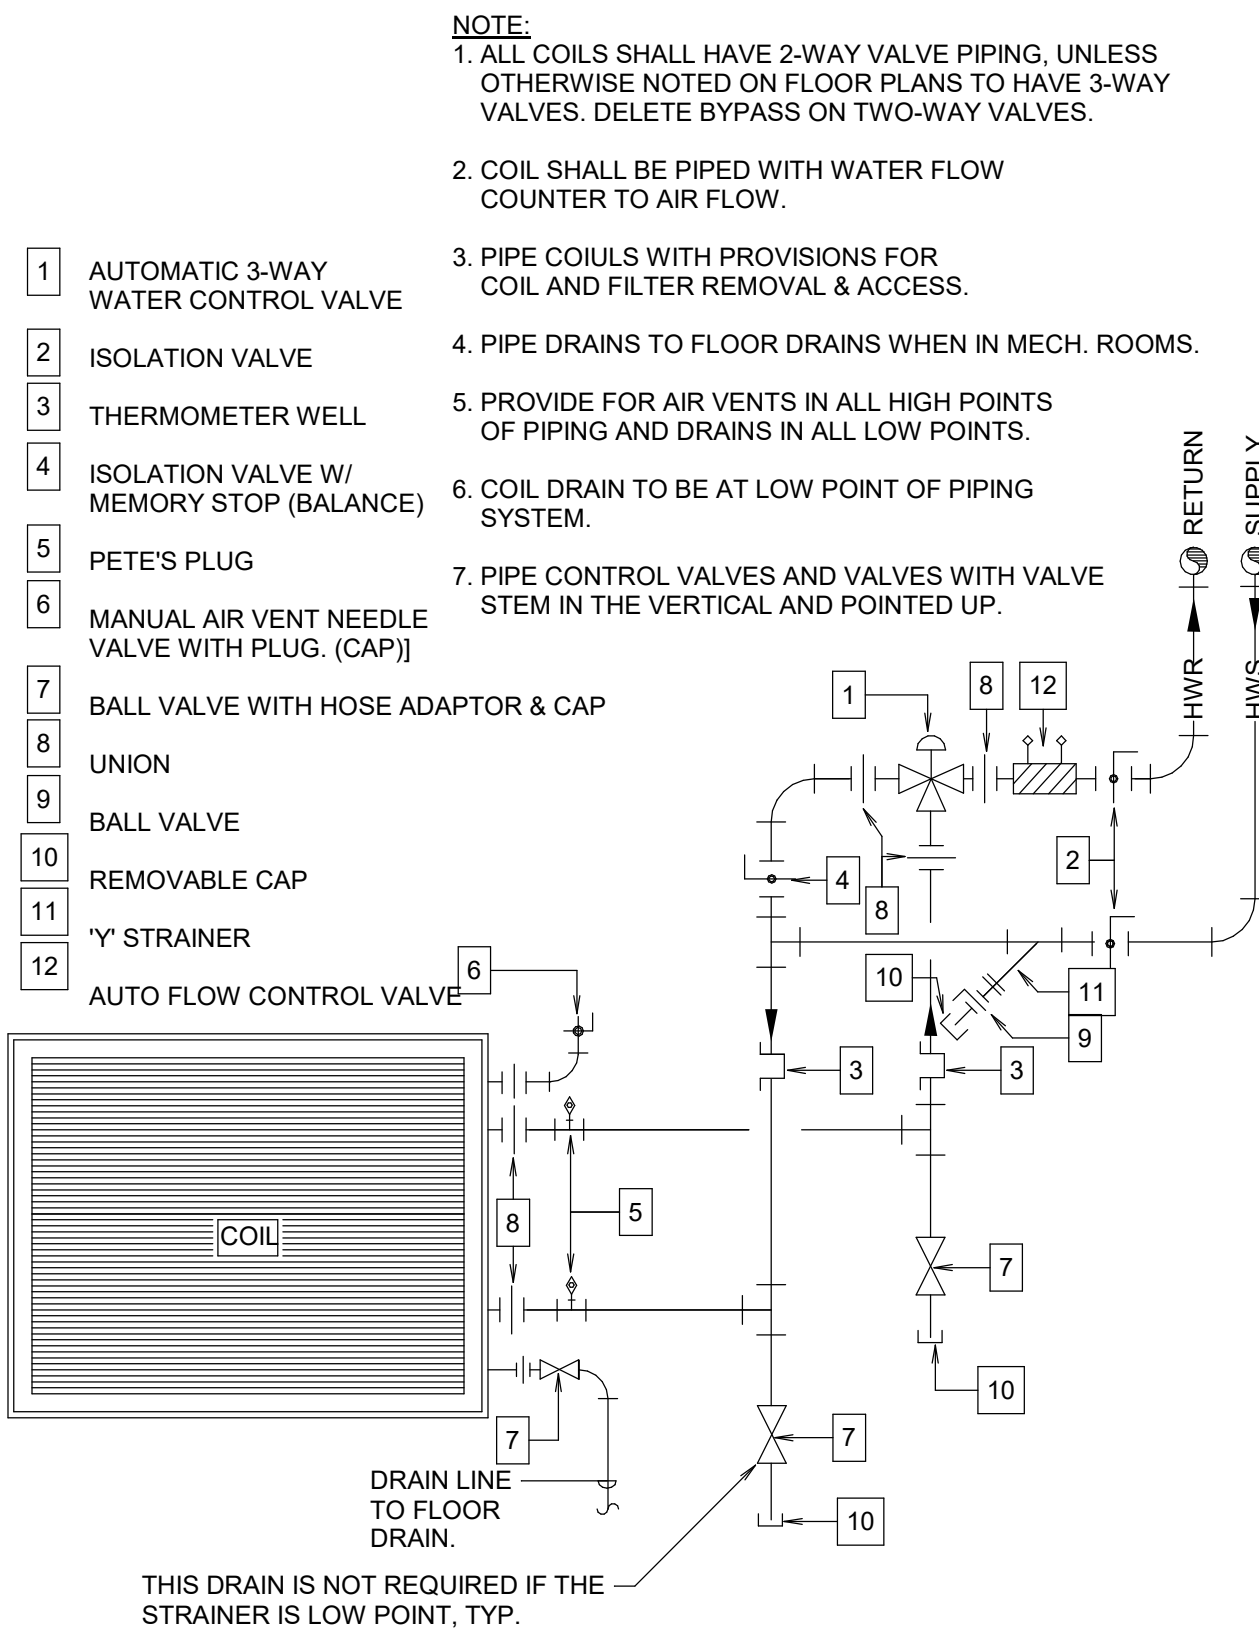 NOTE:
1. ALL COILS SHALL HAVE 2-WAY VALVE PIPING, UNLESS
OTHERWISE NOTED ON FLOOR PLANS TO HAVE 3-WAY
VALVES. DELETE BYPASS ON TWO-WAY VALVES.
2. COIL SHALL BE PIPED WITH WATER FLOW
COUNTER TO AIR FLOW.
3. PIPE COIULS WITH PROVISIONS FOR
COIL AND FILTER REMOVAL & ACCESS.
4. PIPE DRAINS TO FLOOR DRAINS WHEN IN MECH. ROOMS.
5. PROVIDE FOR AIR VENTS IN ALL HIGH POINTS
OF PIPING AND DRAINS IN ALL LOW POINTS.
6. COIL DRAIN TO BE AT LOW POINT OF PIPING
SYSTEM.
7. PIPE CONTROL VALVES AND VALVES WITH VALVE
STEM IN THE VERTICAL AND POINTED UP.
1 AUTOMATIC 3-WAY
WATER CONTROL VALVE
2 ISOLATION VALVE
3 THERMOMETER WELL
4 ISOLATION VALVE W/
MEMORY STOP (BALANCE)
5 PETE'S PLUG
6 MANUAL AIR VENT NEEDLE
VALVE WITH PLUG. (CAP)]
7 BALL VALVE WITH HOSE ADAPTOR & CAP
8 UNION
9 BALL VALVE
10 REMOVABLE CAP
11 'Y' STRAINER
12 AUTO FLOW CONTROL VALVE
RETURN
SUPPLY
HWR
HWS
1
8
12
4
8
2
6
10
11
9
3
3
8
5
COIL
7
10
7
7
10
DRAIN LINE
TO FLOOR
DRAIN.
THIS DRAIN IS NOT REQUIRED IF THE
STRAINER IS LOW POINT, TYP.